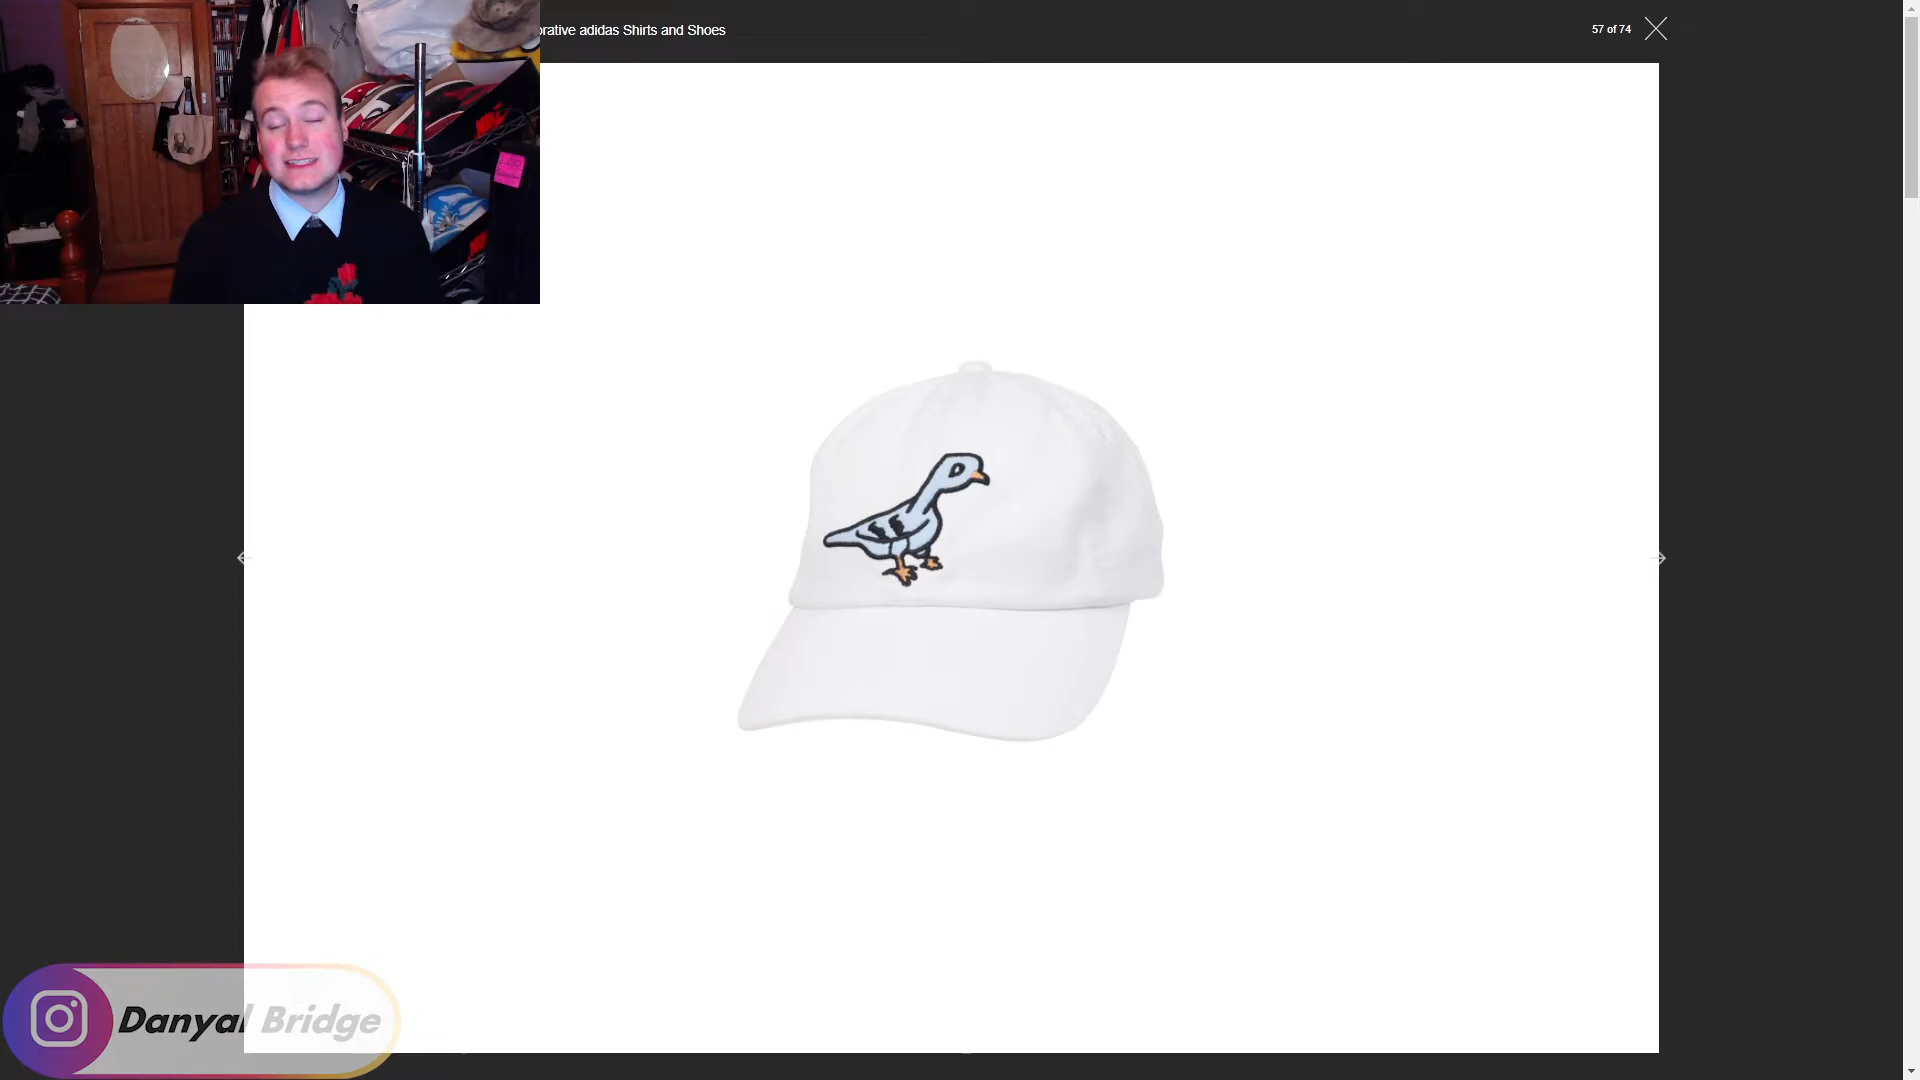 orative adidas Shirts and Shoes
57 of 74
Danyal Bridge